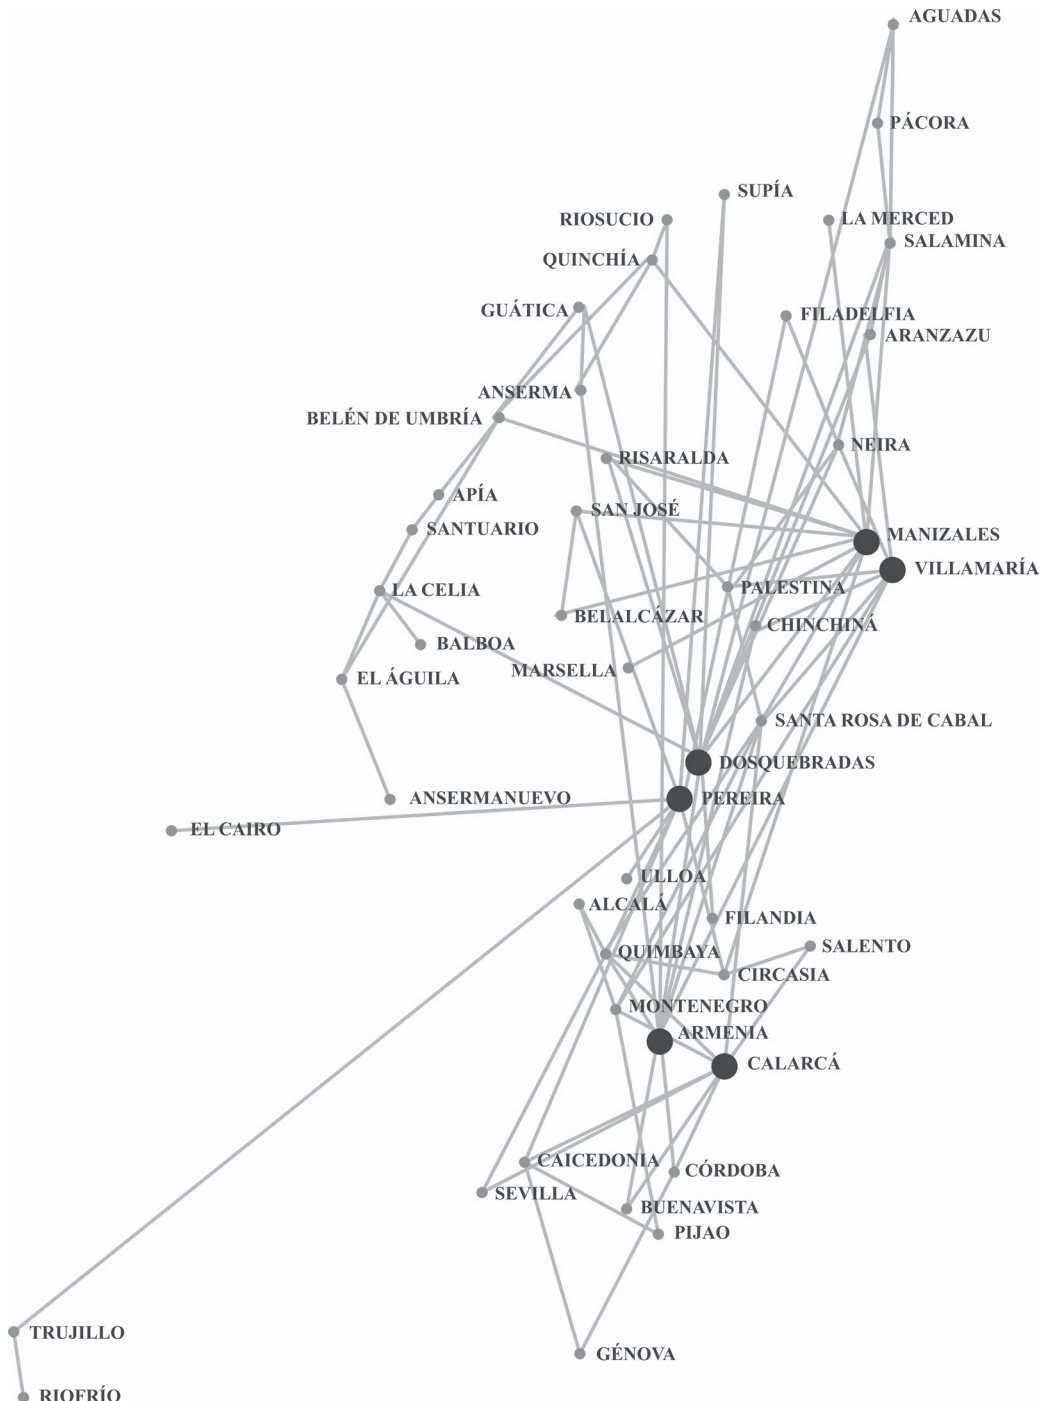 AGUADAS
PÁCORA
SUPÍA
RIOSUCIO
LA MERCED
SALAMINA
QUINCHÍA
GUÁTICA
FILADELFIA
ARANZAZU
ANSERMA
BELÉN DE UMBRÍA
NEIRA
RISARALDA
APÍA
SAN JOSÉ
SANTUARIO
MANIZALES
VILLAMARÍA
LA CELIA
PALESTINA
BELALCÁZAR
CHINCHINÁ
BALBOA
MARSELLA
EL ÁGUILA
SANTA ROSA DE CABAL
DOSQUEBRADAS
ANSERMANUEVO
PEREIRA
EL CAIRO
ULLOA
ALCALÁ
FILANDIA
QUIMBAYA
SALENTO
CIRCASIA
MONTENEGRO
ARMENIA
CALARCÁ
CAICEDONIA
CÓRDOBA
SEVILLA
BUENAVISTA
PIJAO
TRUJILLO
GÉNOVA
RIOFRÍO